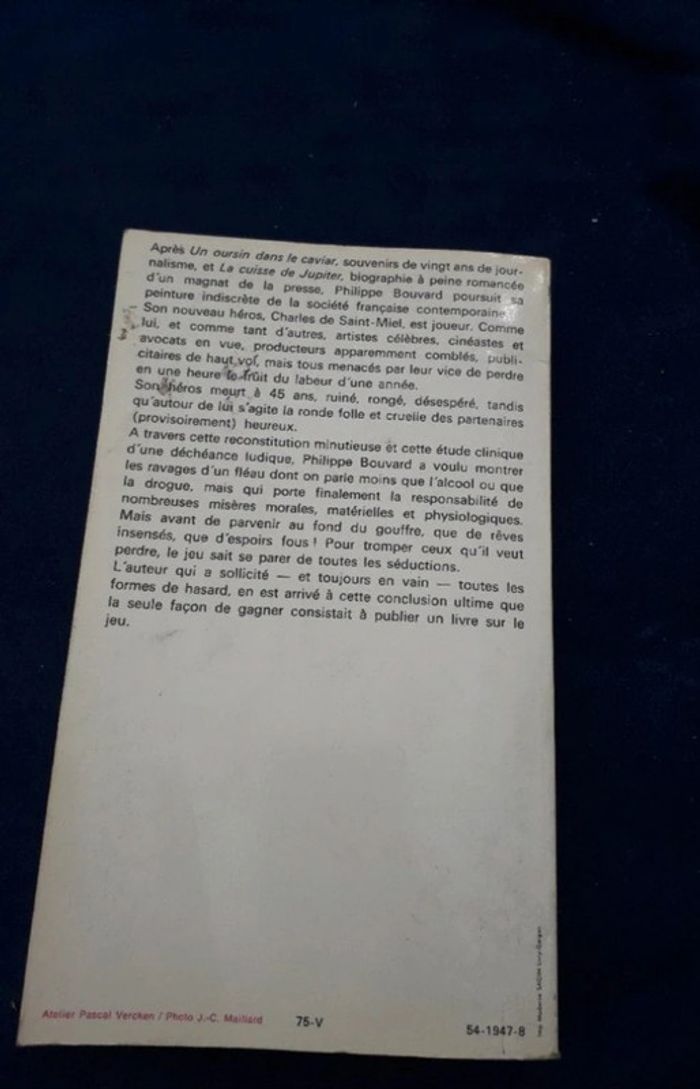 Après Un oursin dans le caviar, souvenirs de vingt ans de jour-
nalisme, et La cuisse de Jupiter, biographie à peine romancée
d'un magnat de la presse, Philippe Bouvard poursuit sa
peinture indiscrète de la société française contemporaine.
Son nouveau héros, Charles de Saint-Miel, est joueur. Comme
lui, et comme tant d'autres, artistes célèbres, cinéastes et
avocats en vue, producteurs apparemment comblés, publi-
citaires de haut vol, mais tous menacés par leur vice de perdre
en une heure le fruit du labeur d'une année.
Son héros meurt à 45 ans, ruiné, rongé, désespéré, tandis
qu'autour de lui s'agite la ronde folle et cruelle des partenaires
(provisoirement) heureux.
A travers cette reconstitution minutieuse et cette étude clinique
d'une déchéance ludique, Philippe Bouvard a voulu montrer
les ravages d'un fléau dont on parle moins que l'alcool ou que
la drogue, mais qui porte finalement la responsabilité de
nombreuses misères morales, matérielles et physiologiques.
Mais avant de parvenir au fond du gouffre, que de rêves
insensés, que d'espoirs fous ! Pour tromper ceux qu'il veut
perdre, le jeu sait se parer de toutes les séductions.
L'auteur qui a sollicité — et toujours en vain — toutes les
formes de hasard, en est arrivé à cette conclusion ultime que
la seule façon de gagner consistait à publier un livre sur le
jeu.
Atelier Pascal Vercken / Photo J.-C. Maillard
75-V
54-1947-8